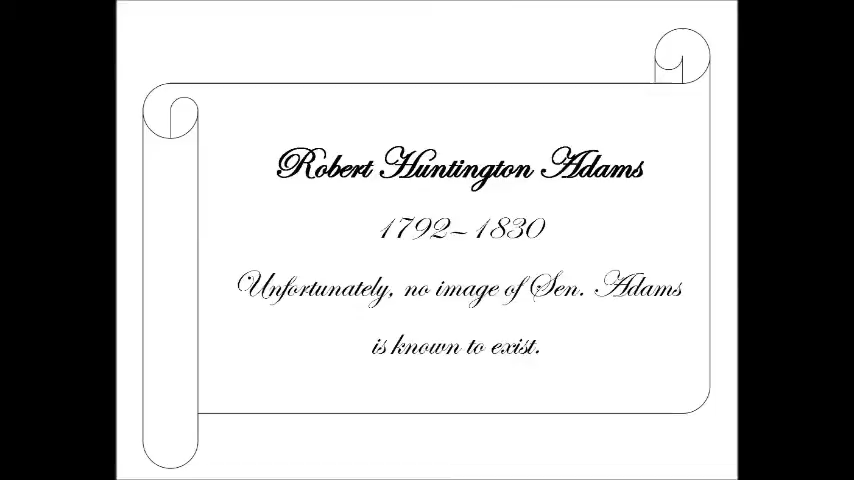 Robert Huntington Adams
1792–1830
Unfortunately, no image of Sen. Adams
is known to exist.